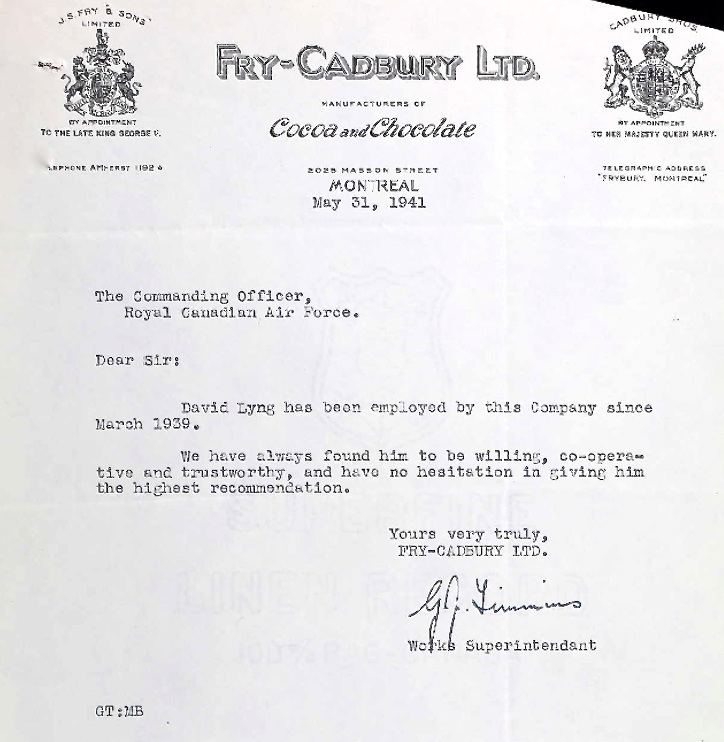 J.S. FRY & SONS
LIMITED
BY APPOINTMENT
TO THE LATE KING GEORGE V.
TELEPHONE AMHERST 1192
CADBURY BROS.
LIMITED
BY APPOINTMENT
TO HER MAJESTY QUEEN MARY.
TELEGRAPHIC ADDRESS
"FRYBURY, MONTREAL"
FRY-CADBURY LTD.
MANUFACTURERS OF
Cocoa and Chocolate
2025 MASSON STREET
MONTREAL
May 31, 1941
The Commanding Officer,
Royal Canadian Air Force.
Dear Sir:
David Lyng has been employed by this Company since
March 1939.
We have always found him to be willing, co-opera-
tive and trustworthy, and have no hesitation in giving him
the highest recommendation.
Yours very truly,
FRY-CADBURY LTD.
G.J. Timmins
Works Superintendant
GT:MB